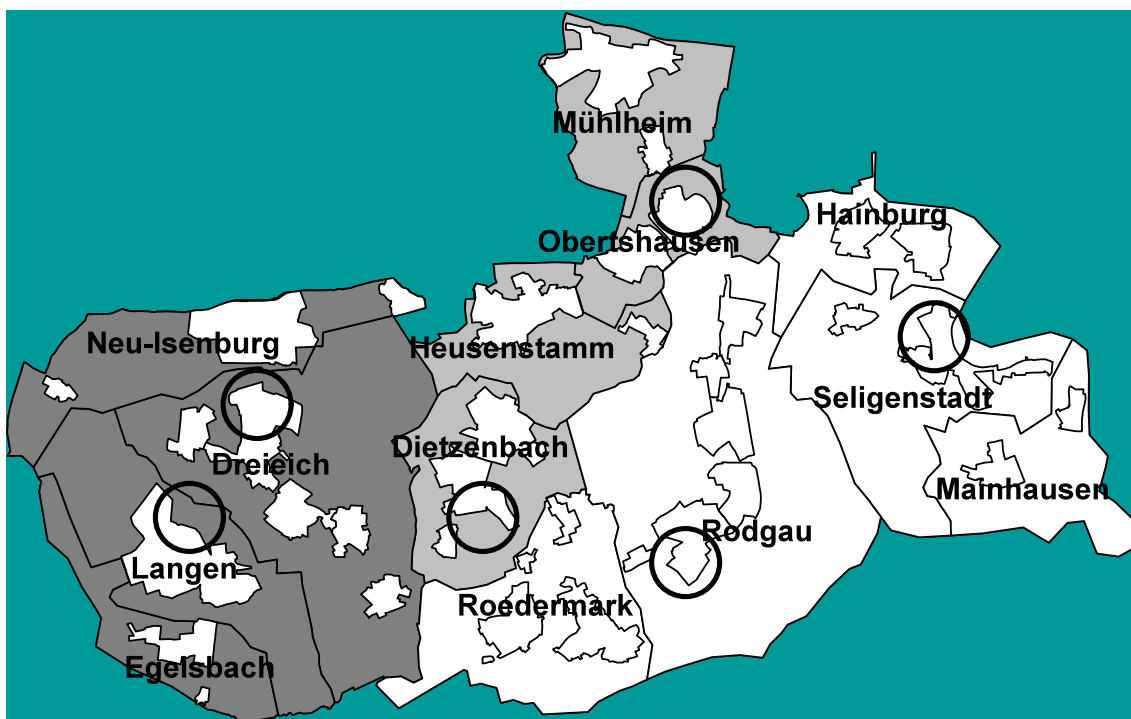 Mühlheim
Hainburg
Obertshausen
Neu-Isenburg
Heusenstamm
Seligenstadt
Dietzenbach
Dreieich
Mainhausen
Rodgau
Langen
Roedermark
Egelsbach